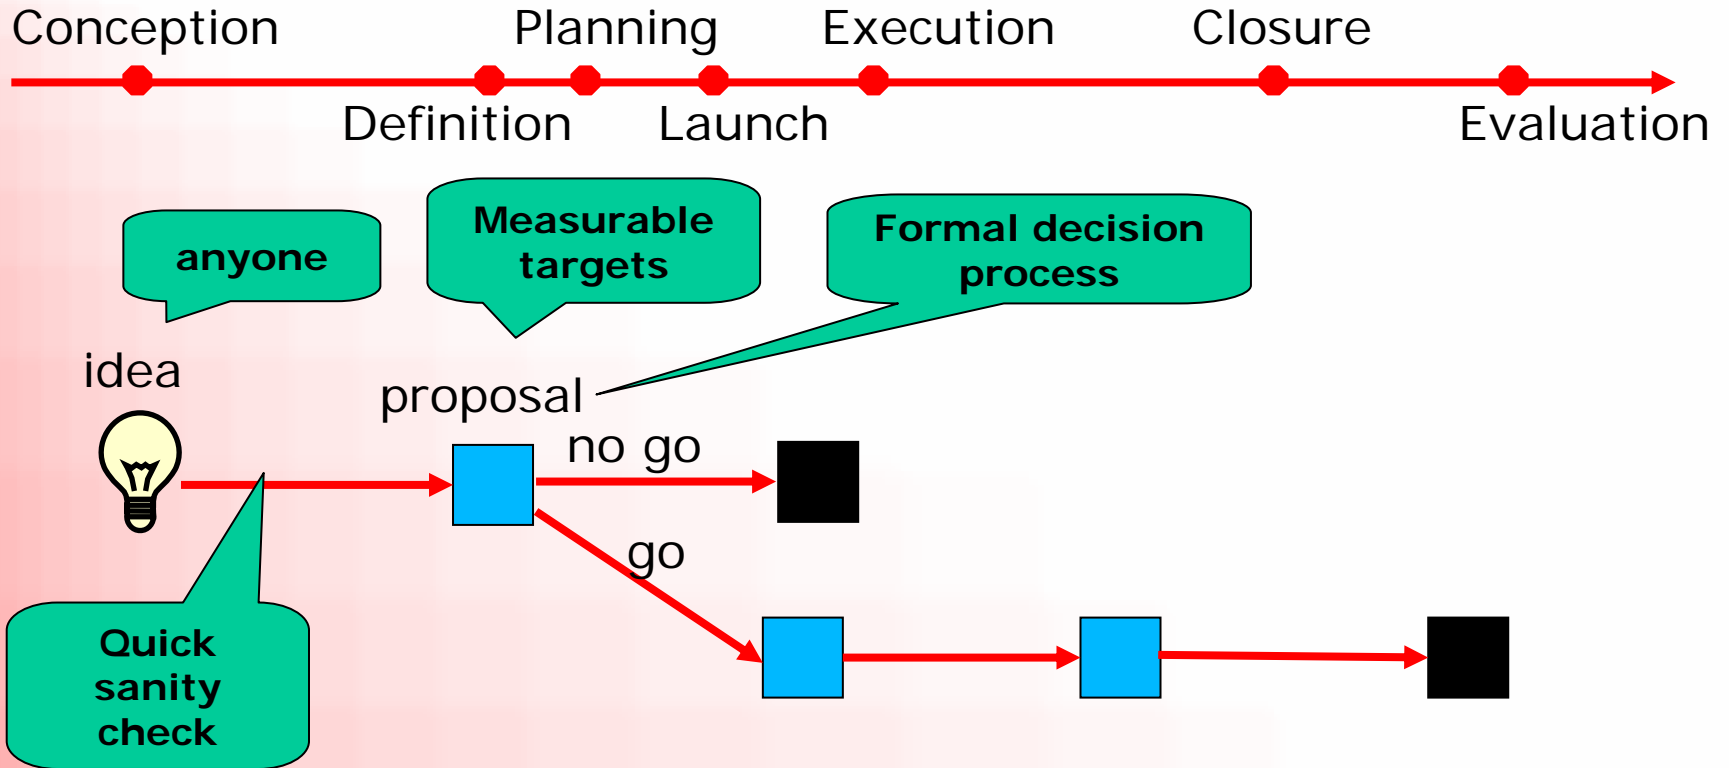 Conception Planning Execution Closure
Definition Launch Evaluation
anyone
Measurable
targets
Formal decision
process
idea
proposal
no go
go
Quick
sanity
check